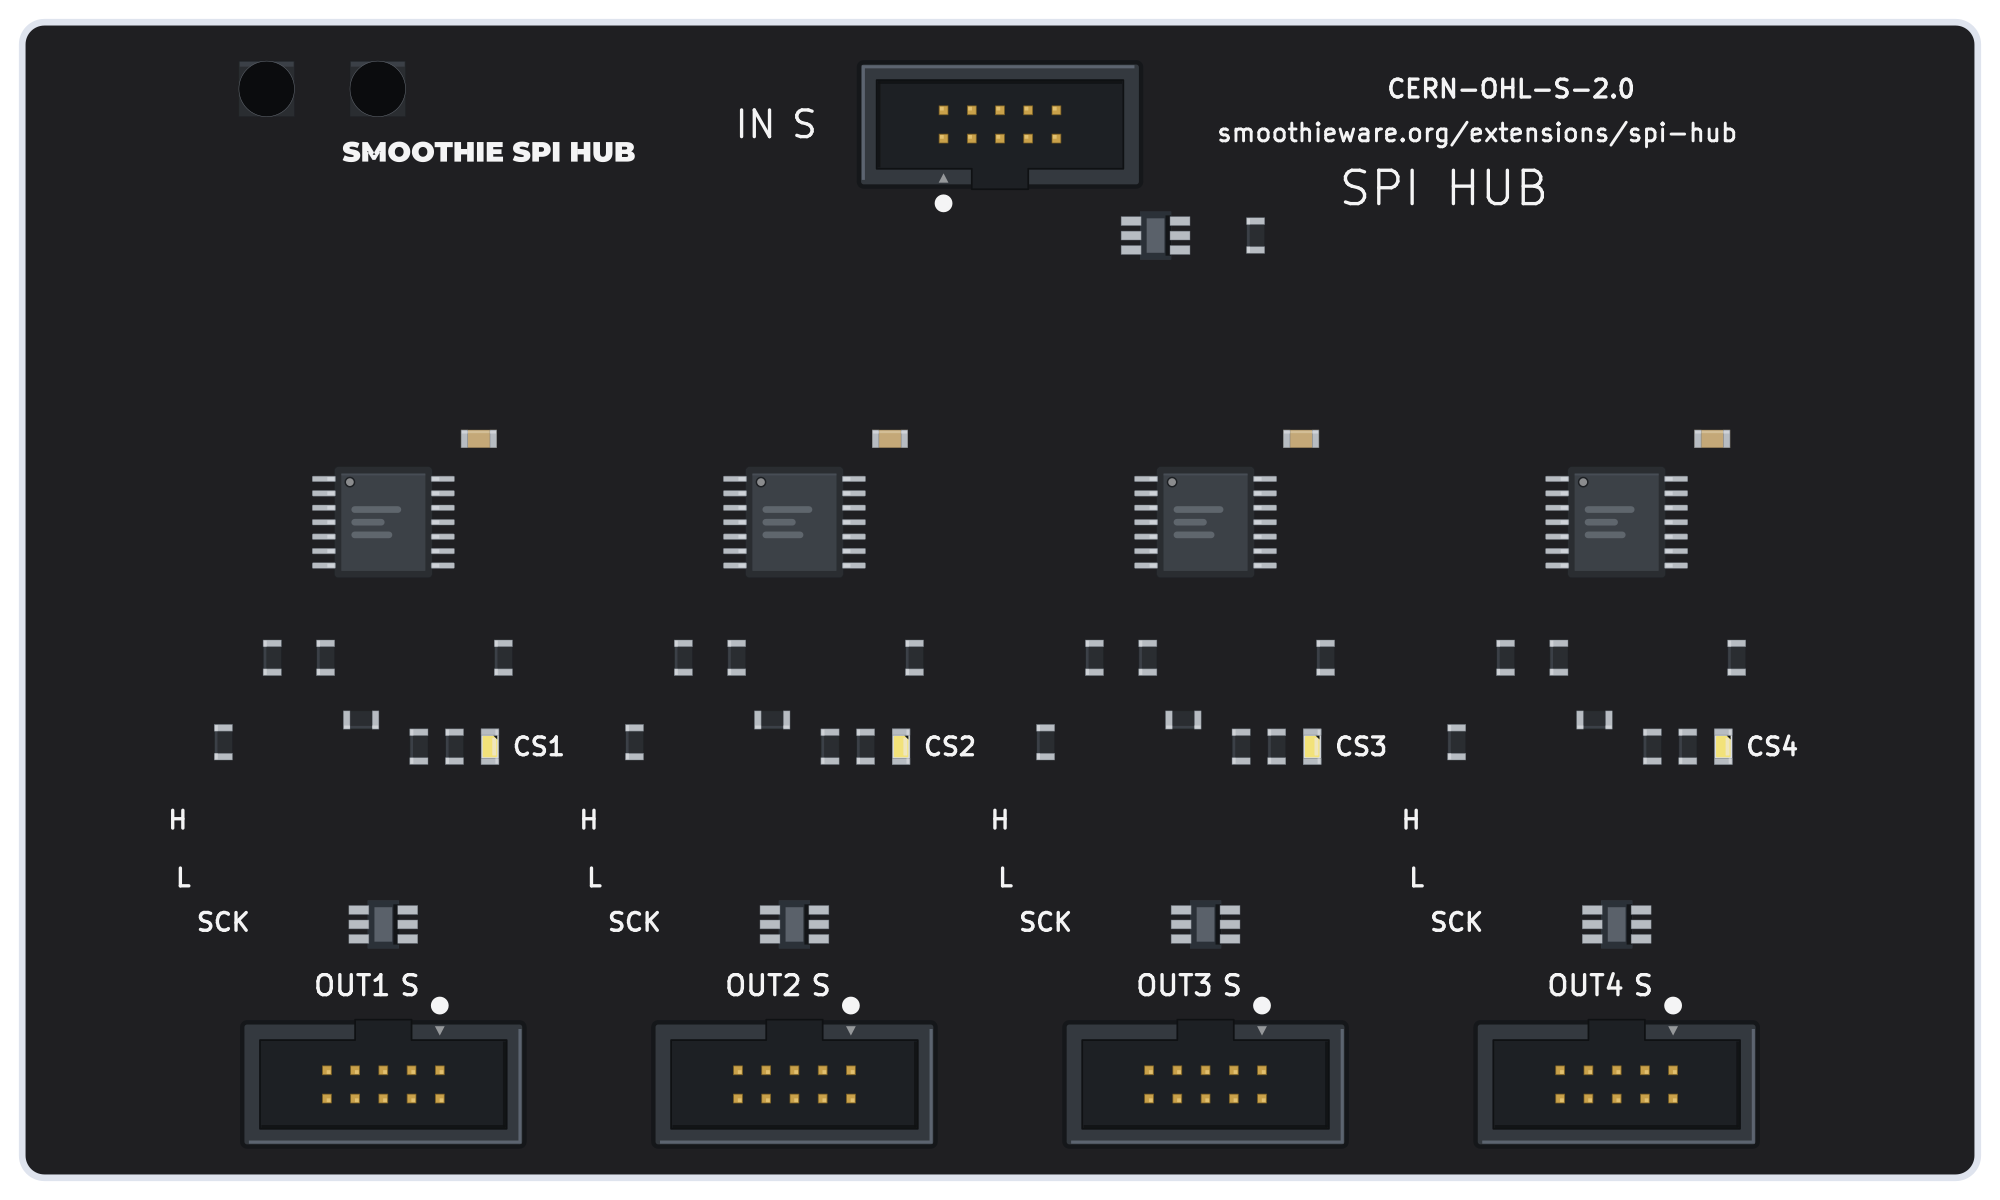 CERN-OHL-S-2.0
IN S
smoothieware.org/extensions/spi-hub
SMOOTHIE SPI HUB
SPI HUB
CS1
CS2
CS3
CS4
H
H
H
H
L
L
L
L
SCK
SCK
SCK
SCK
OUT1 S
OUT2 S
OUT3 S
OUT4 S